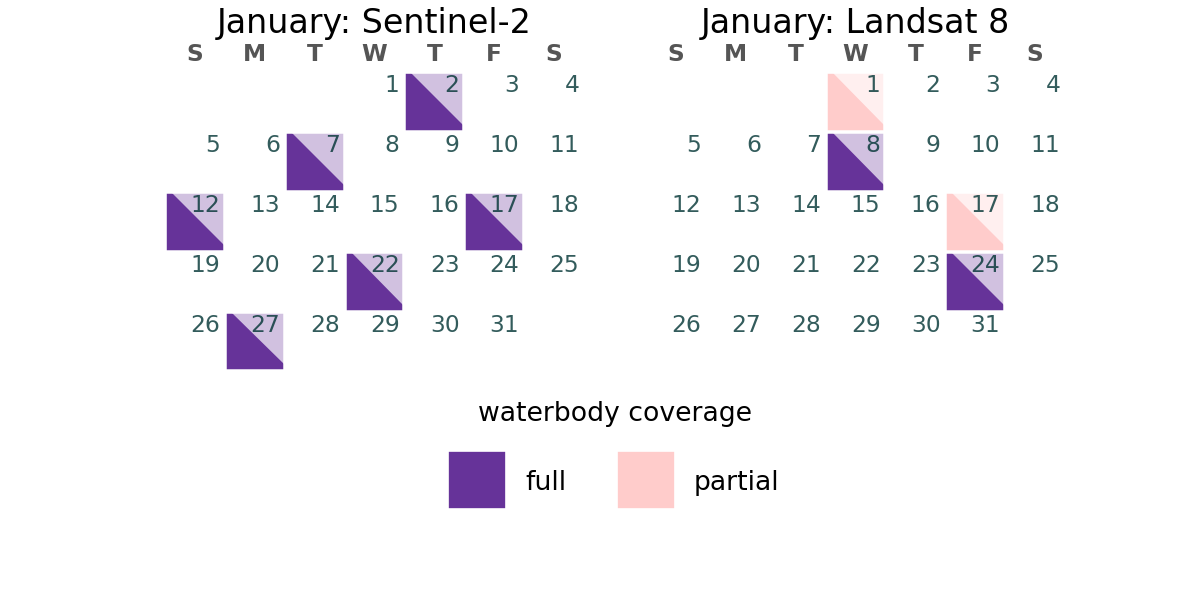 January: Sentinel-2
S M T W T F S
1 2 3 4
5 6 7 8 9 10 11
12 13 14 15 16 17 18
19 20 21 22 23 24 25
26 27 28 29 30 31
January: Landsat 8
S M T W T F S
1 2 3 4
5 6 7 8 9 10 11
12 13 14 15 16 17 18
19 20 21 22 23 24 25
26 27 28 29 30 31
waterbody coverage
full
partial